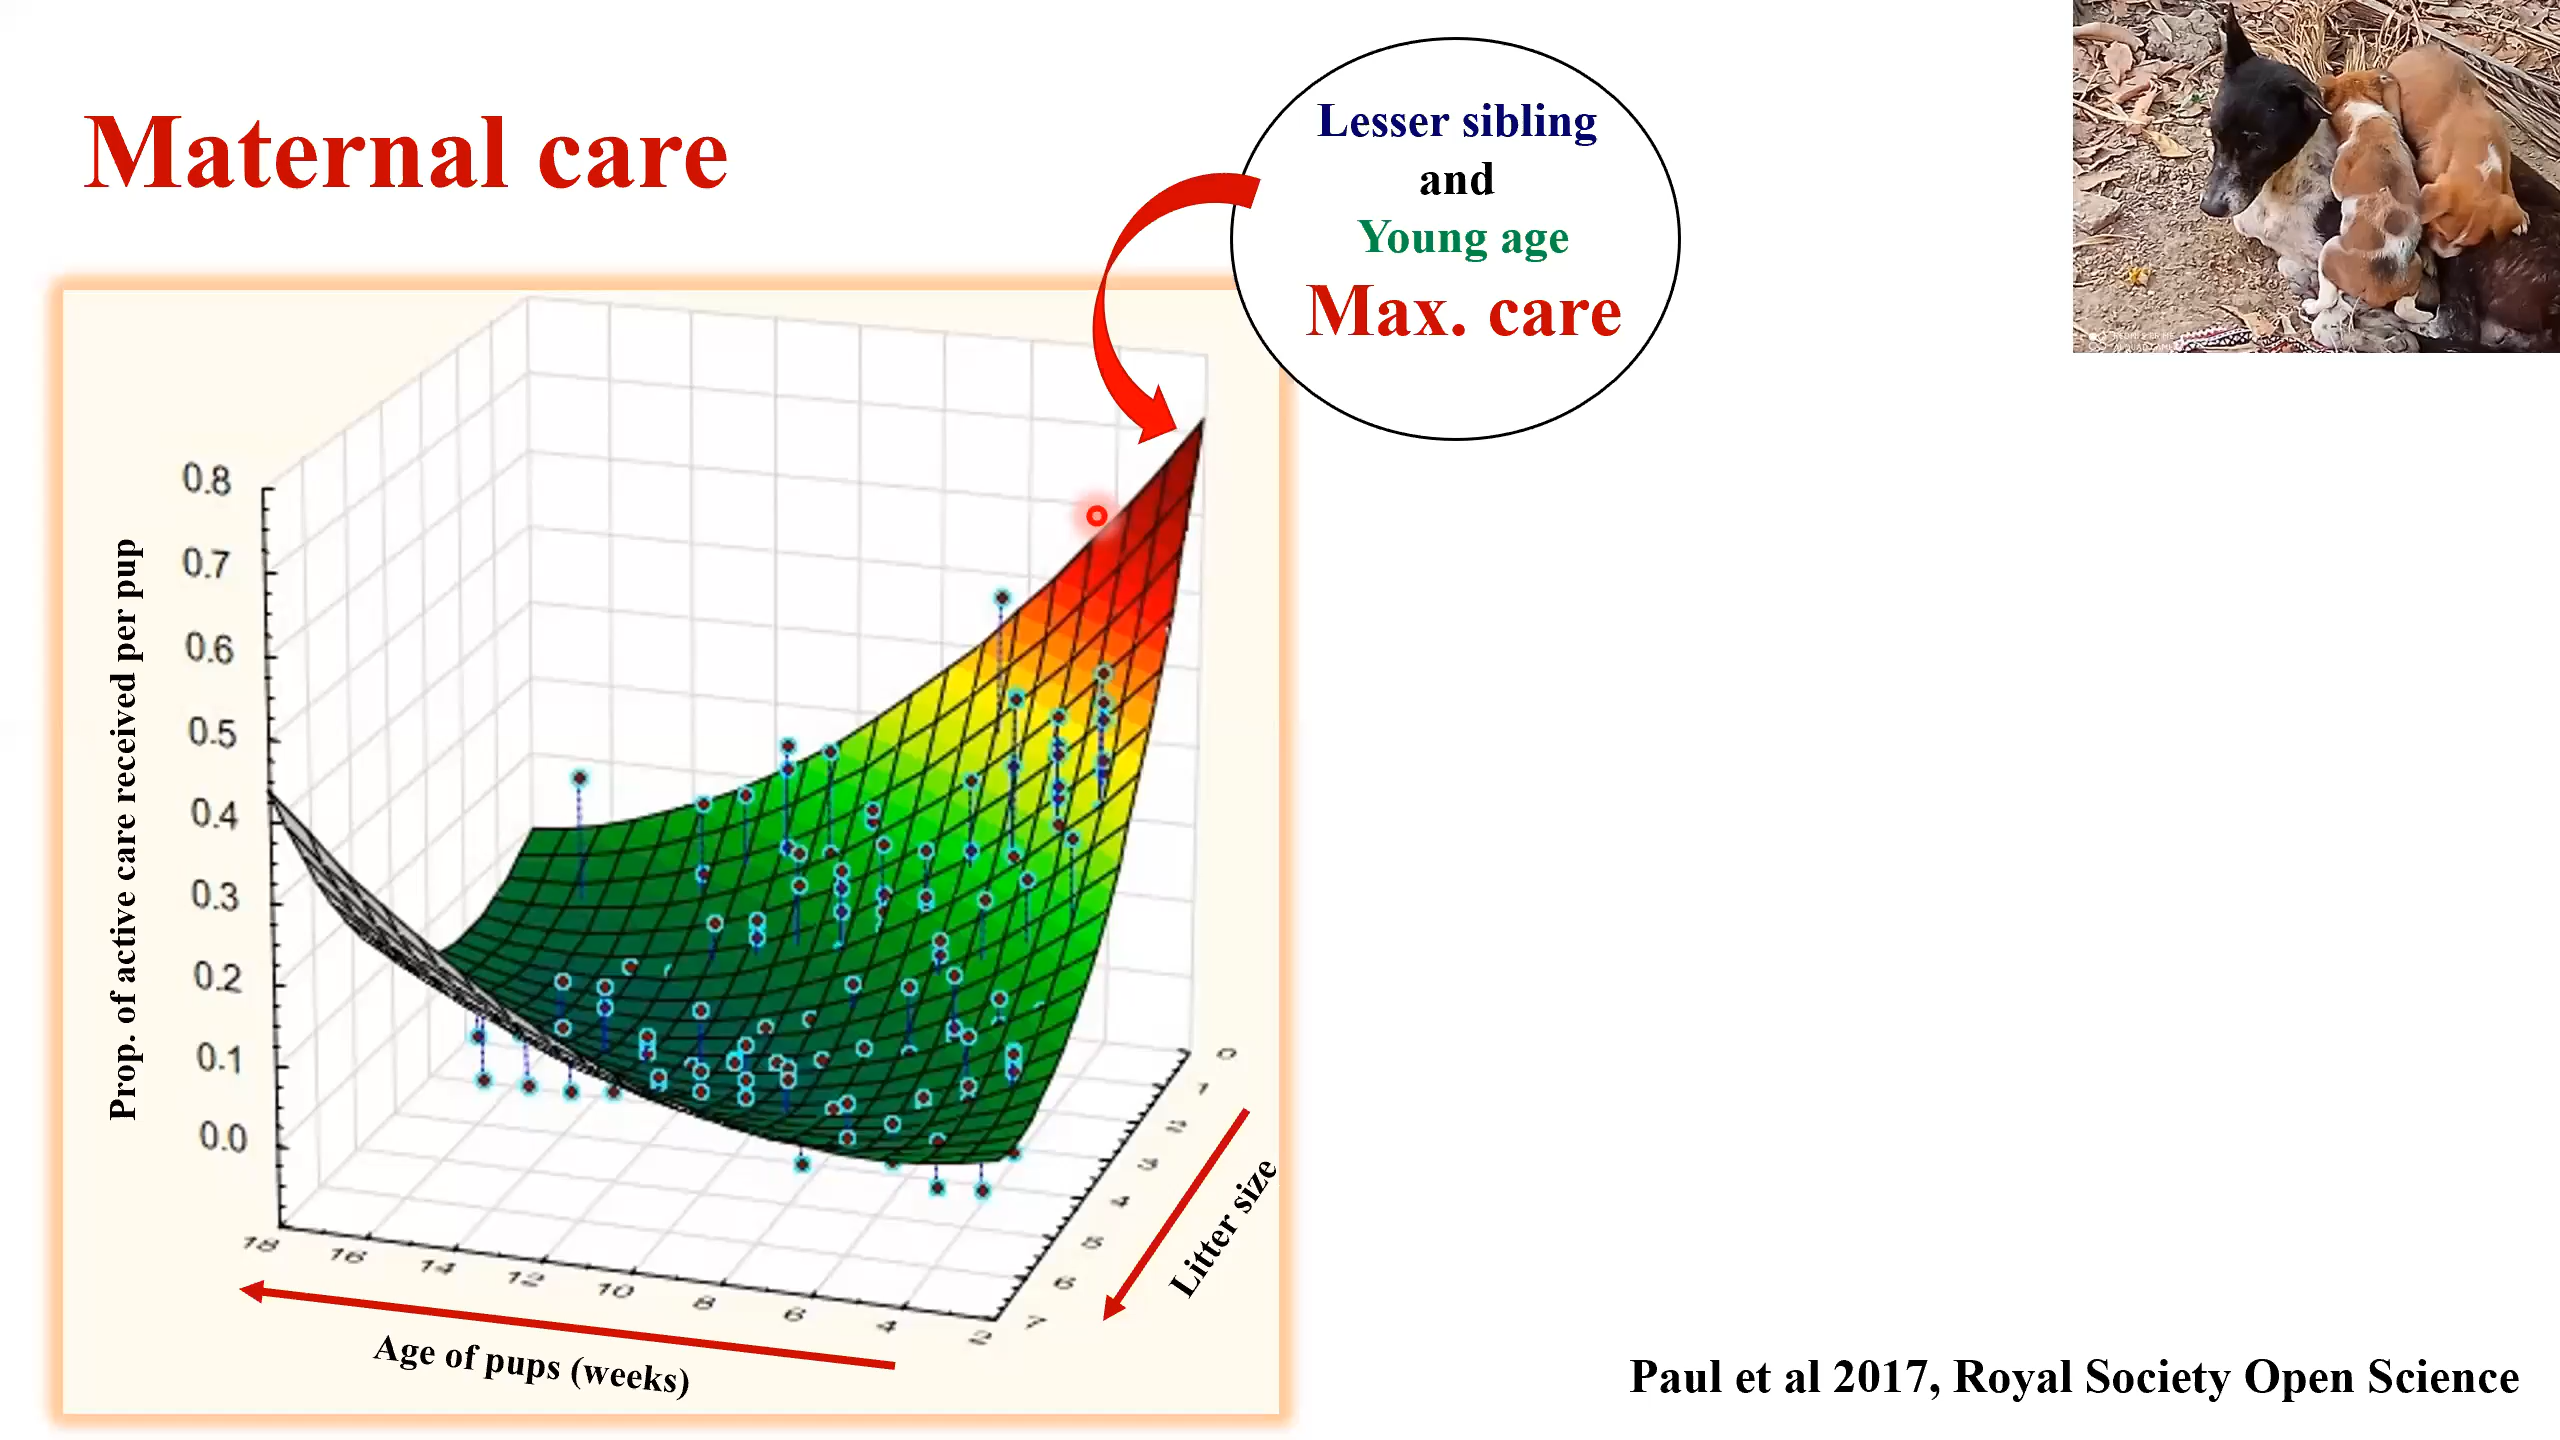 Maternal care
Lesser sibling
and
Young age
Max. care
Prop. of active care received per pup
0.8
0.7
0.6
0.5
0.4
0.3
0.2
0.1
0.0
18
16
14
12
10
8
6
4
2
Age of pups (weeks)
0
1
2
3
4
5
6
7
Litter size
Paul et al 2017, Royal Society Open Science